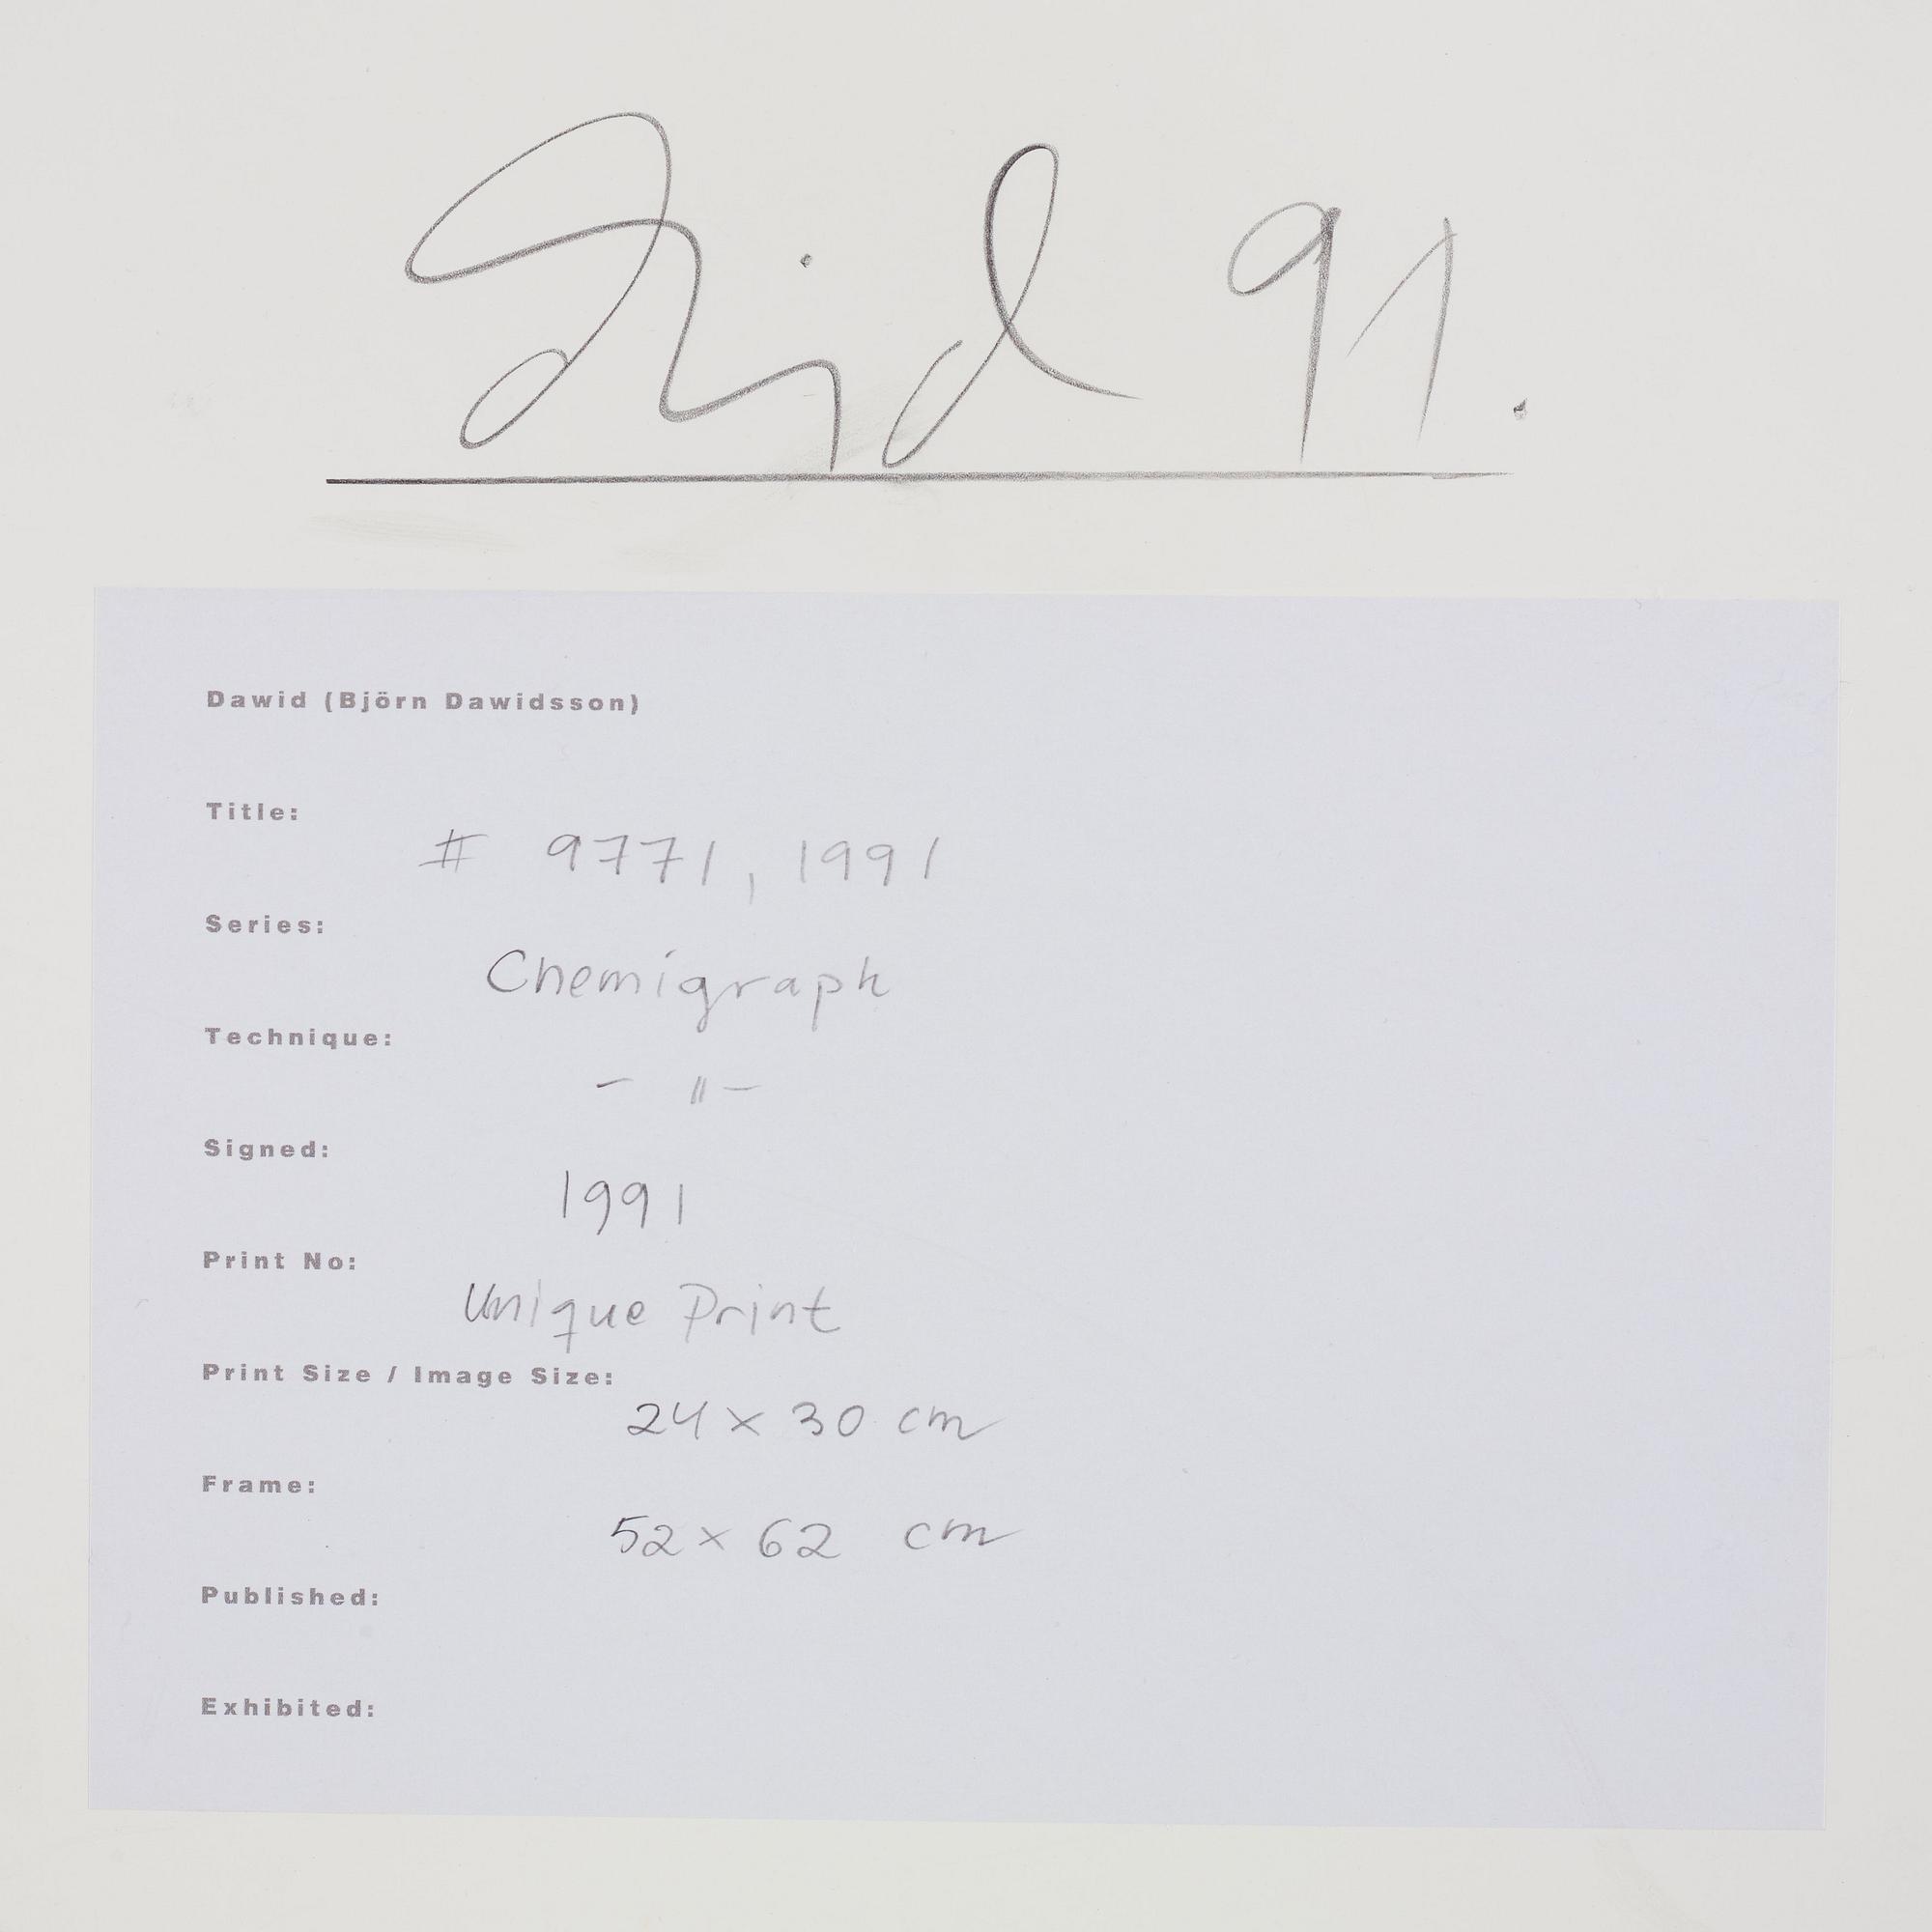 Dawid 91.
Dawid (Björn Dawidsson)
Title:
# 9771, 1991
Series:
Chemigraph
Technique:
– " –
Signed:
1991
Print No:
Unique Print
Print Size / Image Size:
24 x 30 cm
Frame:
52 x 62 cm
Published:
Exhibited: